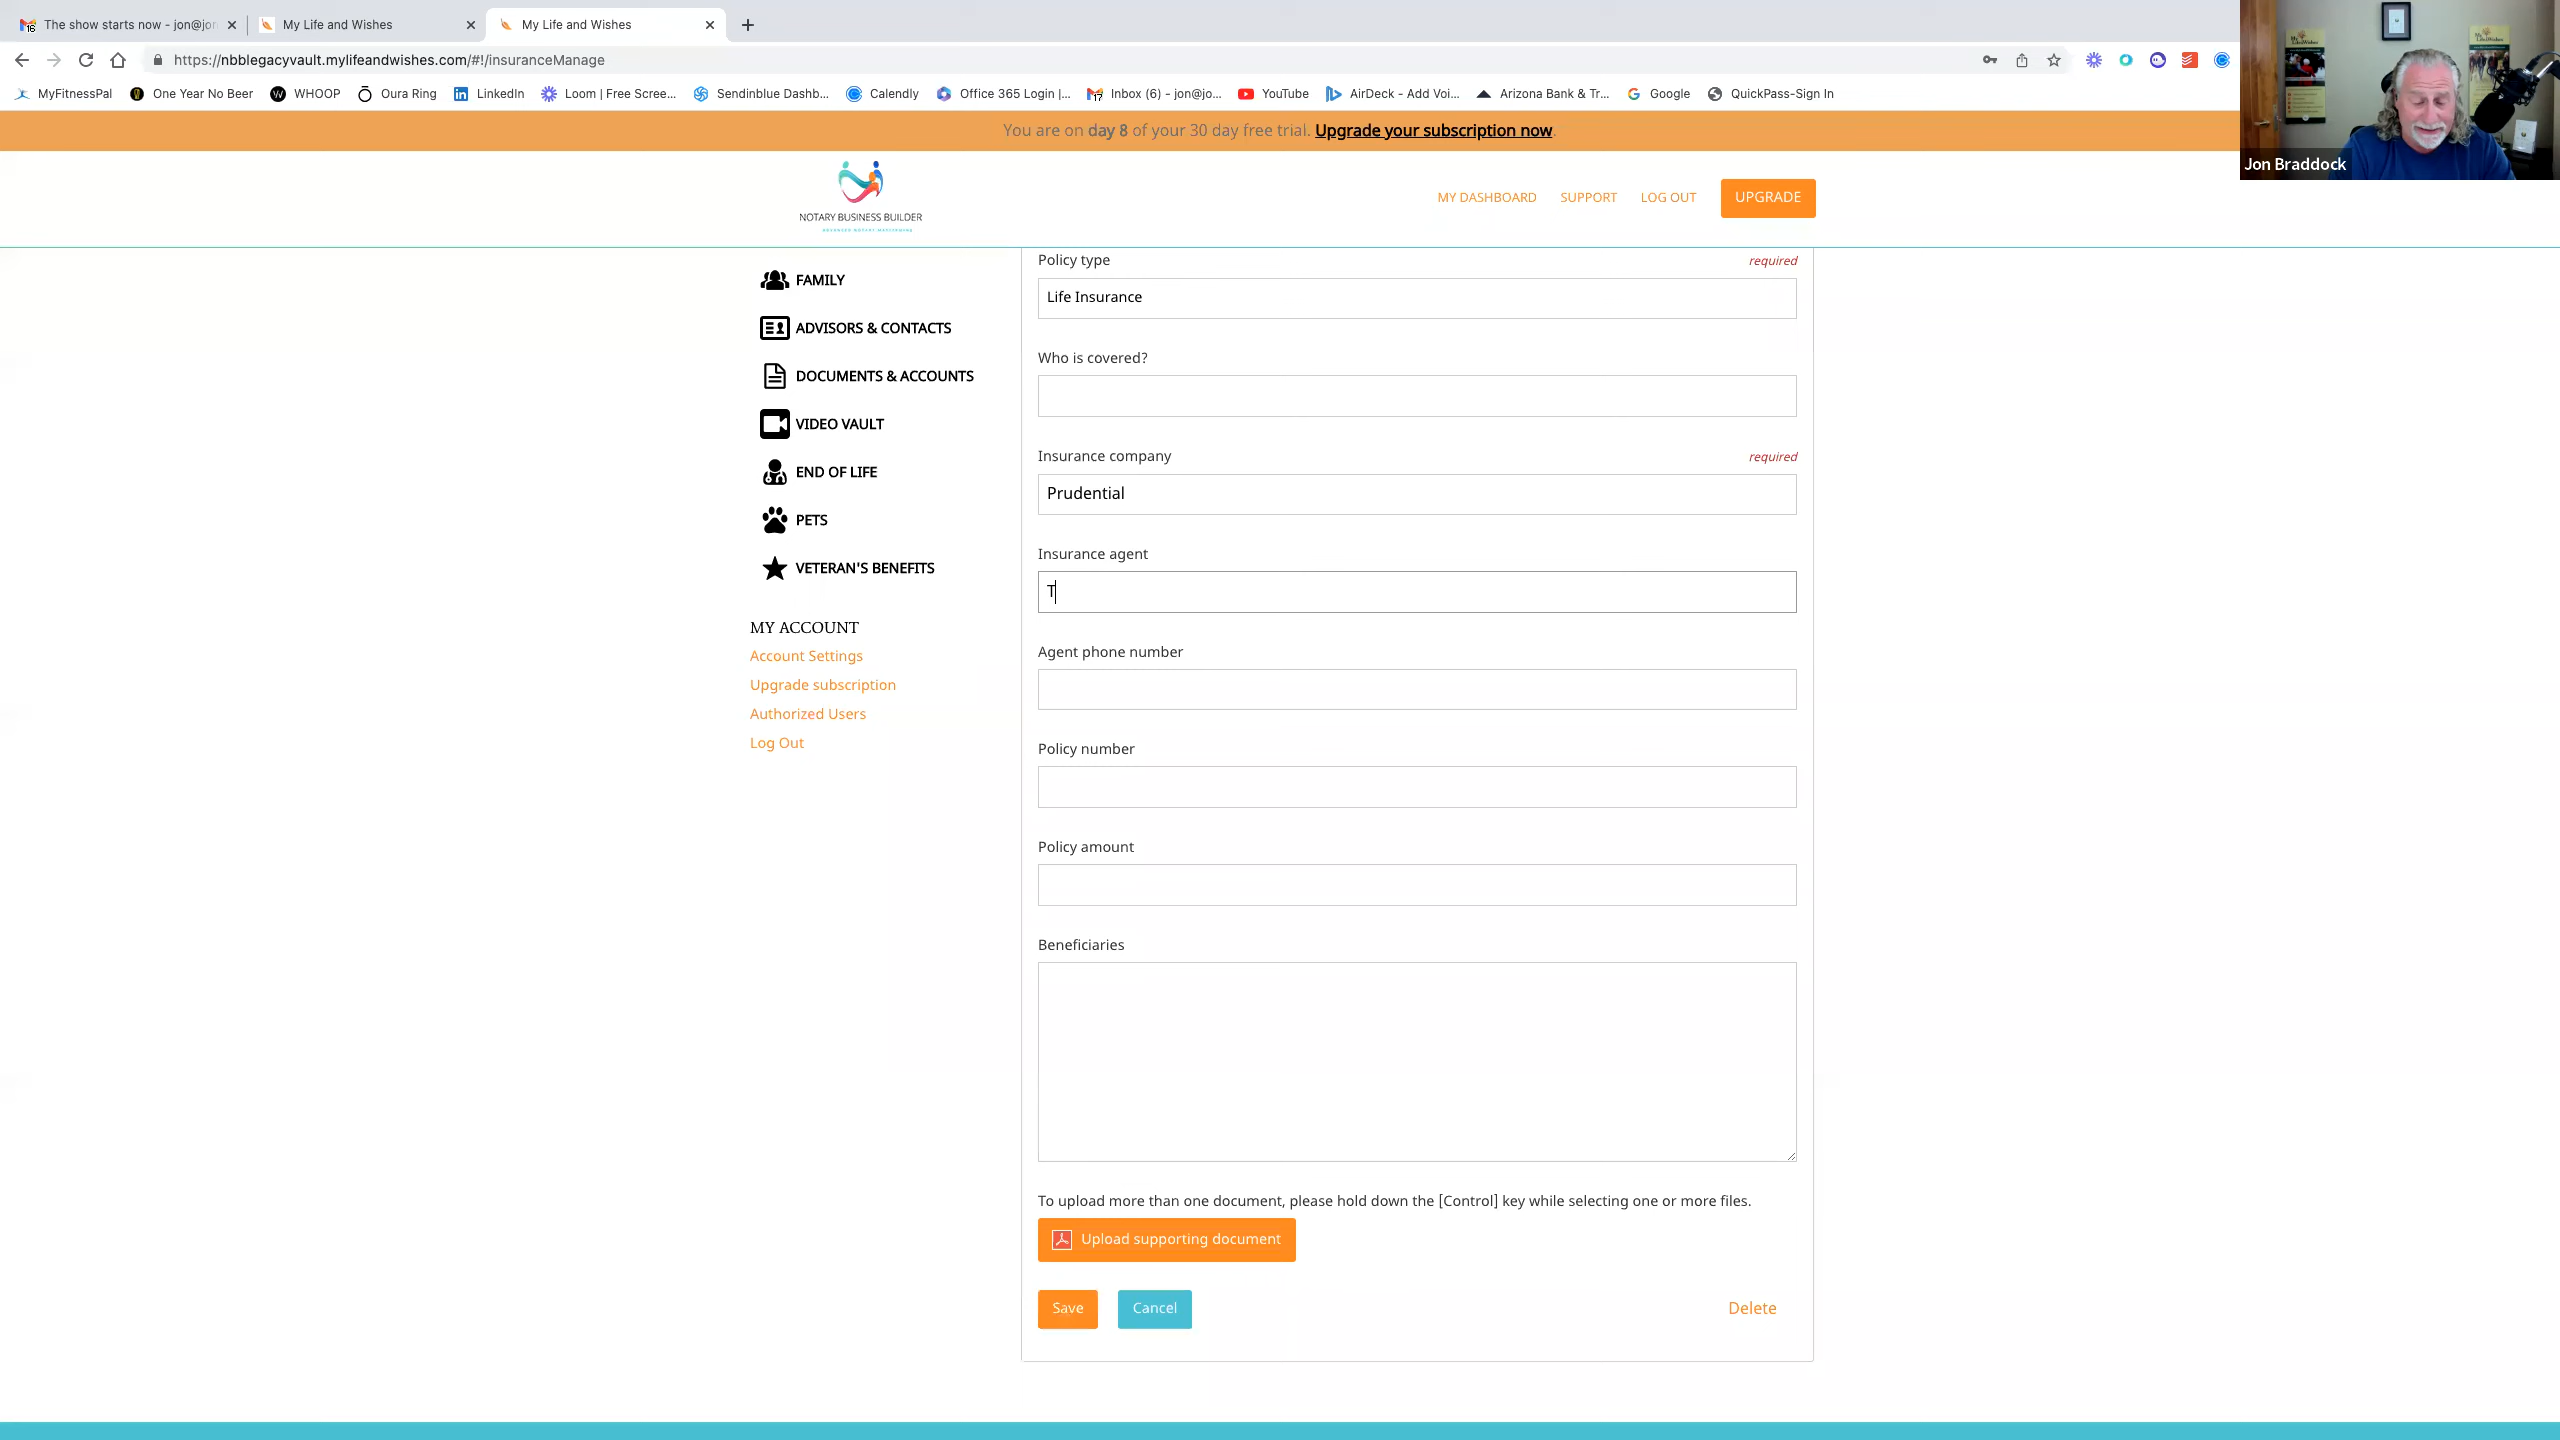 The show starts now - jon@jo
My Life and Wishes
My Life and Wishes
https://nbblegacyvault.mylifeandwishes.com/#!/insuranceManage
MyFitnessPal
One Year No Beer
WHOOP
Oura Ring
LinkedIn
Loom | Free Scree...
Sendinblue Dashb...
Calendly
Office 365 Login |...
Inbox (6) - jon@jo...
YouTube
AirDeck - Add Voi...
Arizona Bank & Tr...
Google
QuickPass-Sign In
You are on day 8 of your 30 day free trial. Upgrade your subscription now.
Jon Braddock
NOTARY BUSINESS BUILDER
MY DASHBOARD
SUPPORT
LOG OUT
UPGRADE
FAMILY
ADVISORS & CONTACTS
DOCUMENTS & ACCOUNTS
VIDEO VAULT
END OF LIFE
PETS
VETERAN'S BENEFITS
MY ACCOUNT
Account Settings
Upgrade subscription
Authorized Users
Log Out
Policy type
required
Life Insurance
Who is covered?
Insurance company
required
Prudential
Insurance agent
T
Agent phone number
Policy number
Policy amount
Beneficiaries
To upload more than one document, please hold down the [Control] key while selecting one or more files.
Upload supporting document
Save
Cancel
Delete